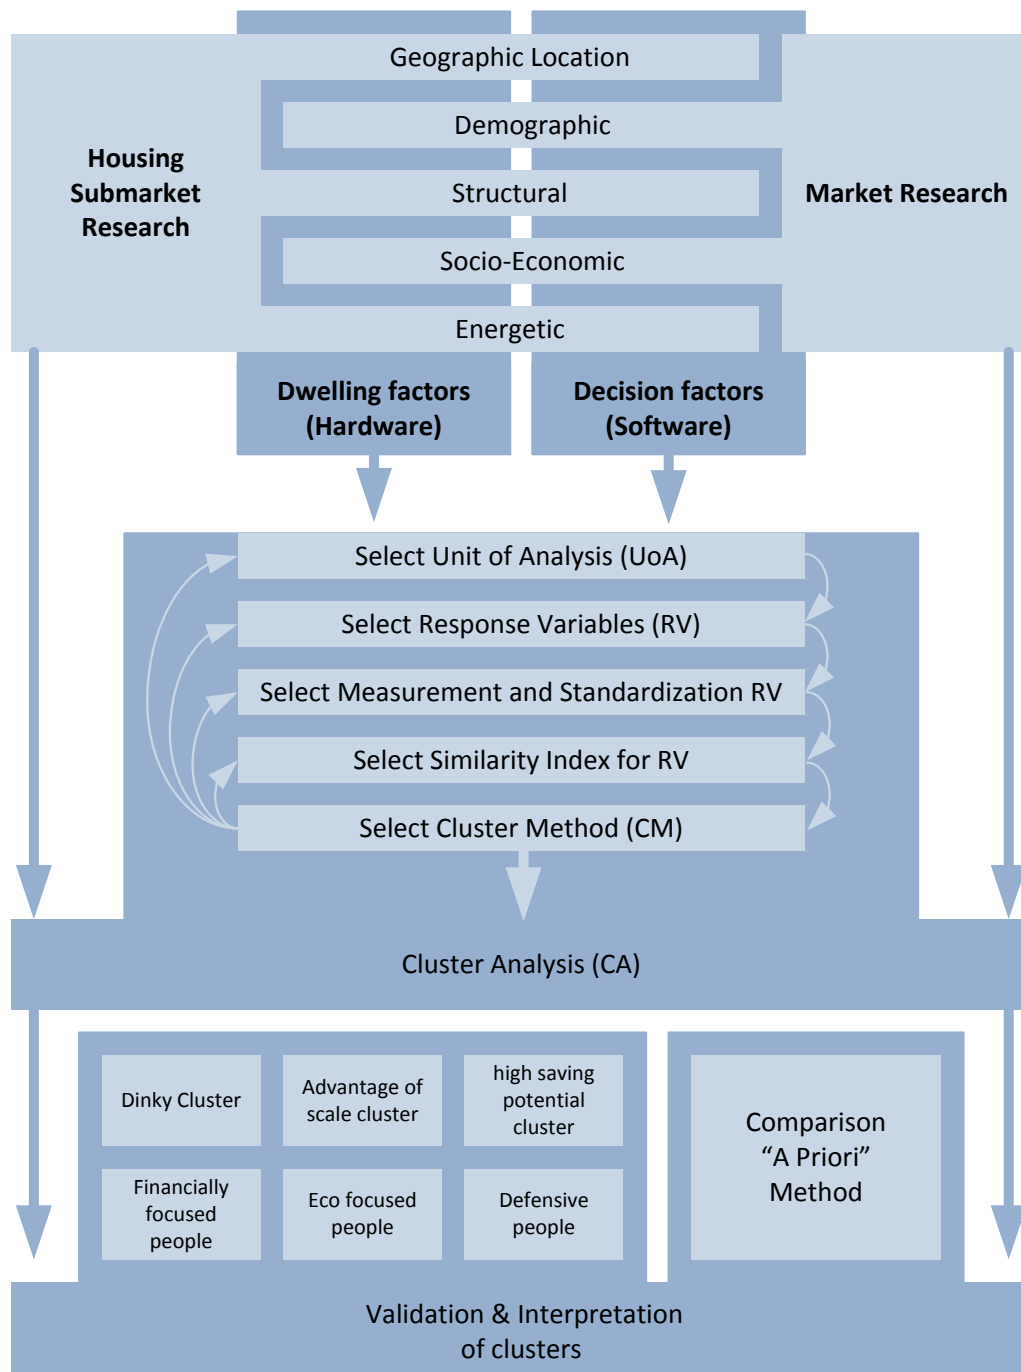 Geographic Location
Demographic
Housing
Submarket
Research
Structural
Market Research
Socio-Economic
Energetic
Dwelling factors
(Hardware)
Decision factors
(Software)
Select Unit of Analysis (UoA)
Select Response Variables (RV)
Select Measurement and Standardization RV
Select Similarity Index for RV
Select Cluster Method (CM)
Cluster Analysis (CA)
Dinky Cluster
Advantage of
scale cluster
high saving
potential
cluster
Financially
focused
people
Eco focused
people
Defensive
people
Comparison
“A Priori”
Method
Validation & Interpretation
of clusters